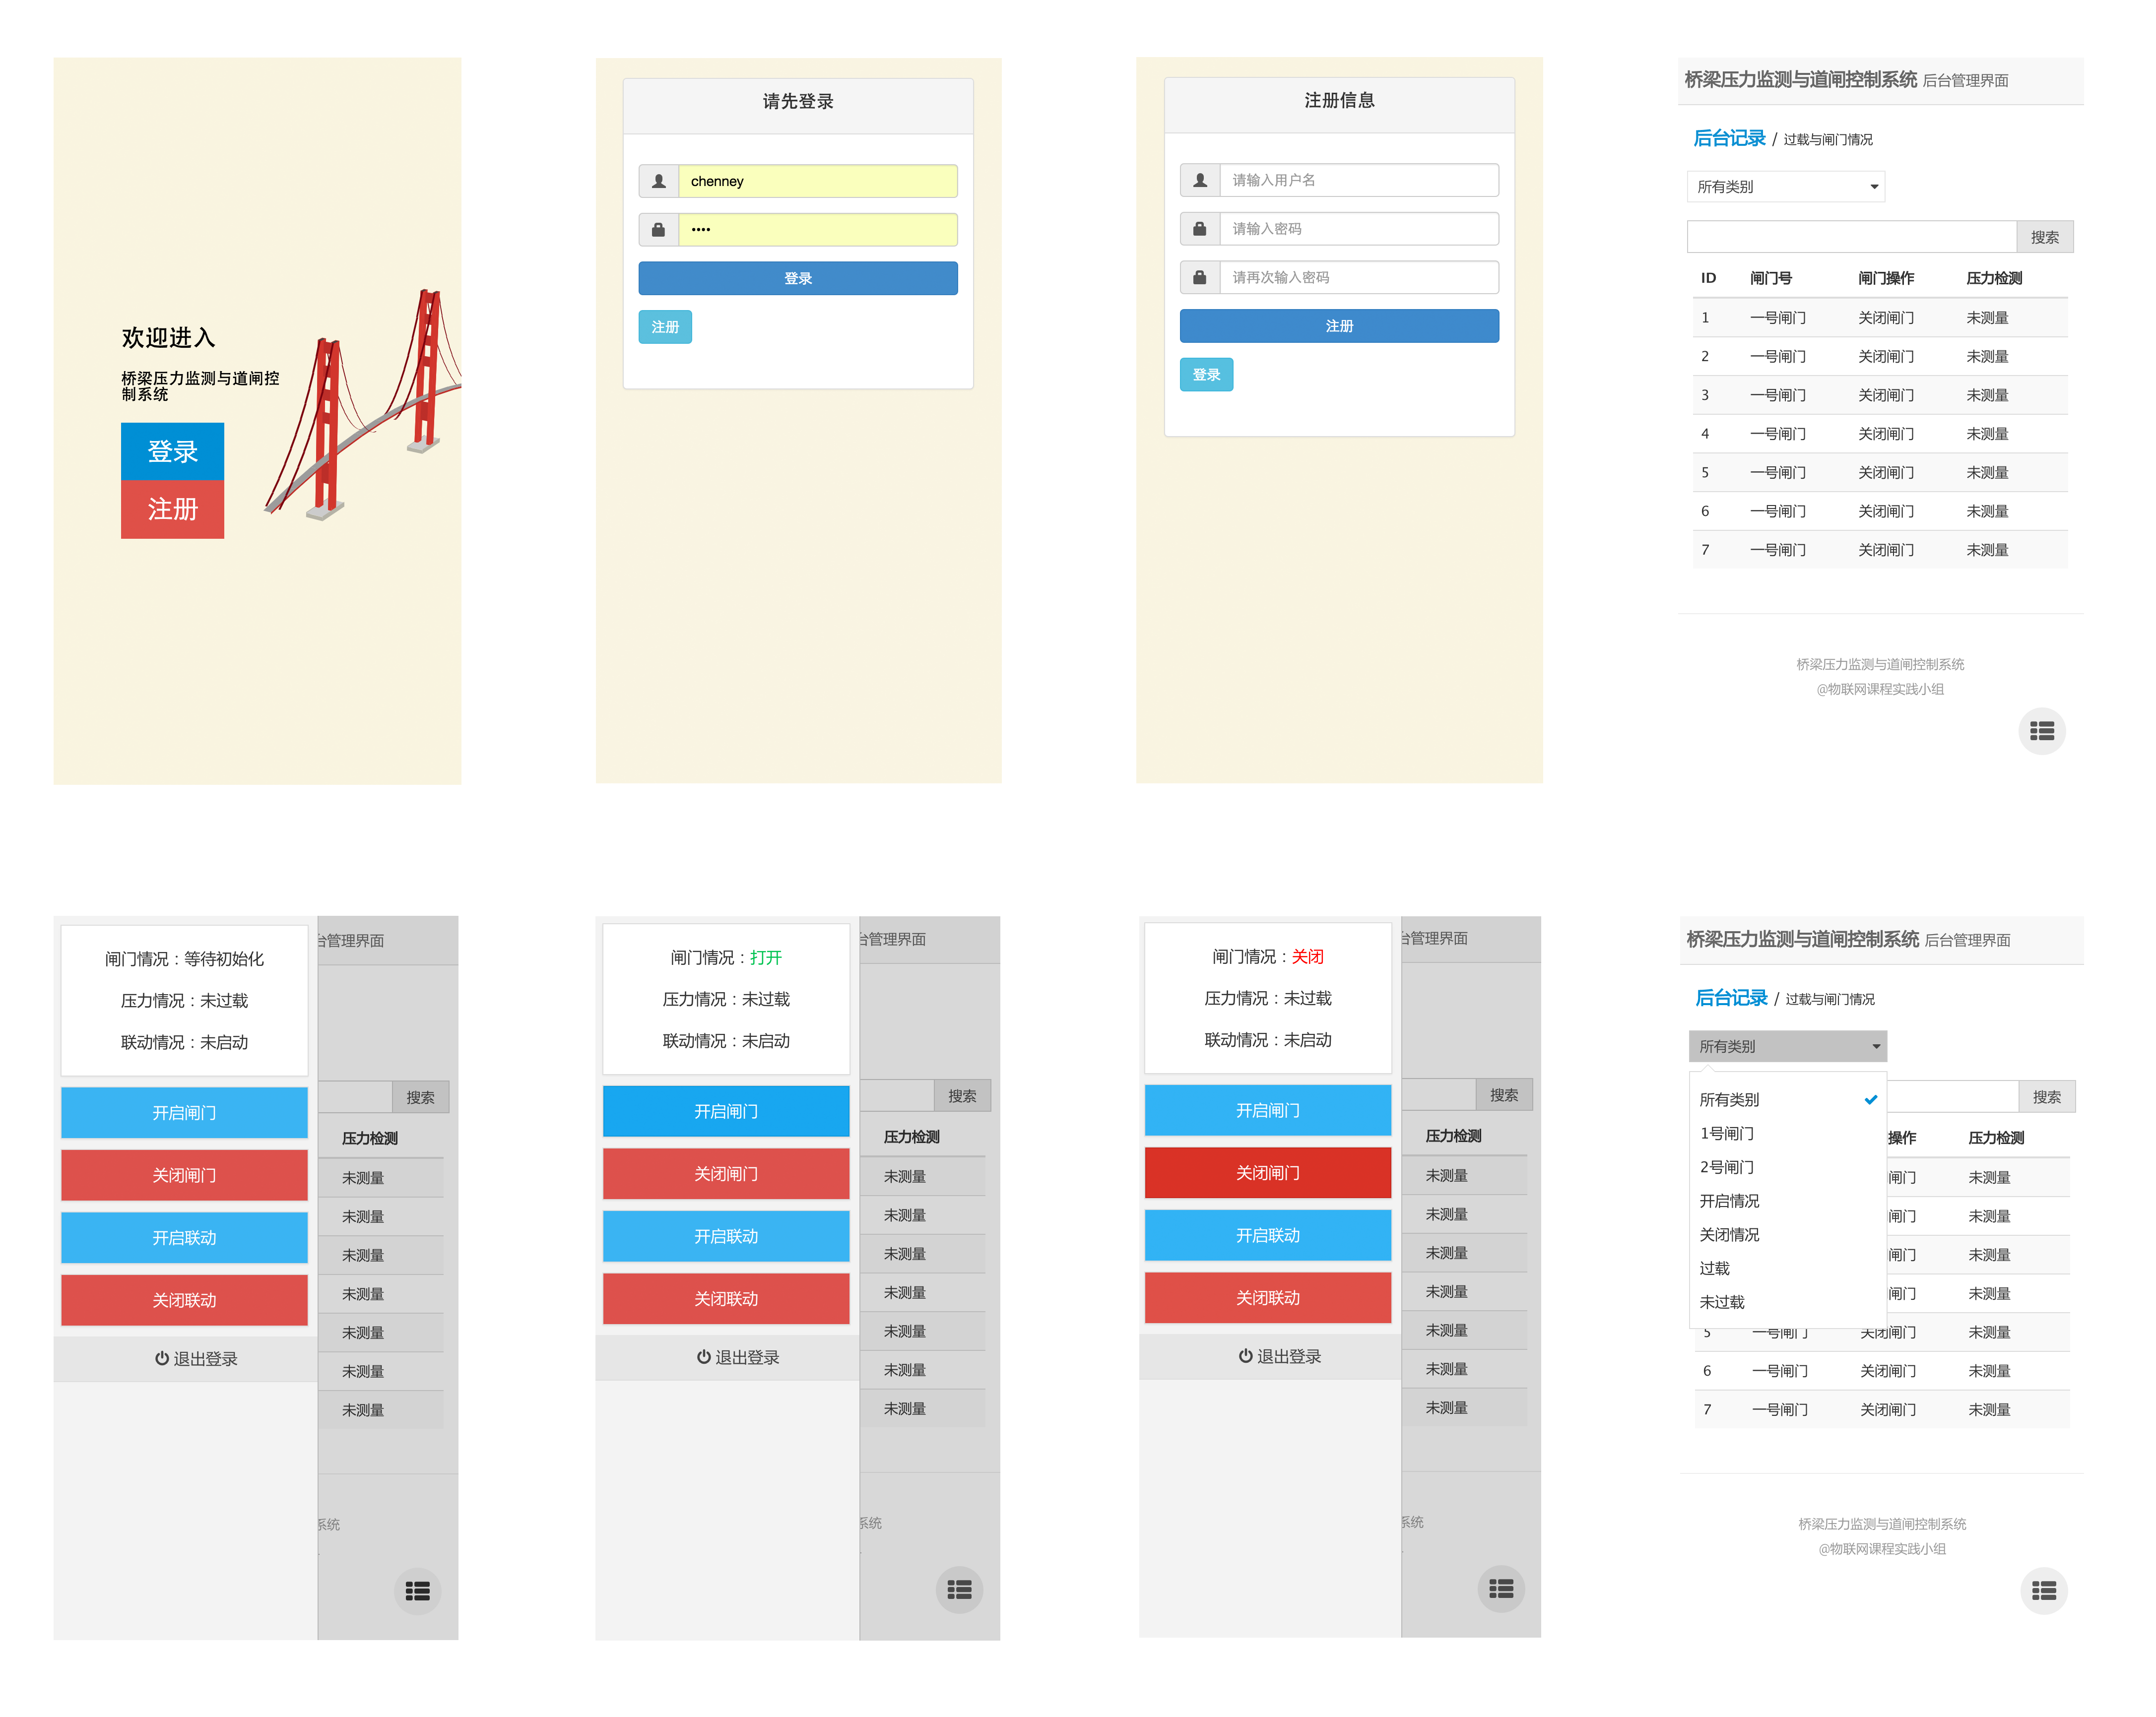 欢迎进入
桥梁压力监测与道闸控
制系统
登录
注册
请先登录
chenney
••••
登录
注册
注册信息
请输入用户名
请输入密码
请再次输入密码
注册
登录
桥梁压力监测与道闸控制系统 后台管理界面
后台记录 / 过载与闸门情况
所有类别
搜索
ID 闸门号 闸门操作 压力检测
1 一号闸门 关闭闸门 未测量
2 一号闸门 关闭闸门 未测量
3 一号闸门 关闭闸门 未测量
4 一号闸门 关闭闸门 未测量
5 一号闸门 关闭闸门 未测量
6 一号闸门 关闭闸门 未测量
7 一号闸门 关闭闸门 未测量
桥梁压力监测与道闸控制系统
@物联网课程实践小组
闸门情况：等待初始化
压力情况：未过载
联动情况：未启动
开启闸门
关闭闸门
开启联动
关闭联动
退出登录
台管理界面
搜索
压力检测
未测量
未测量
未测量
未测量
未测量
未测量
未测量
系统
闸门情况：打开
压力情况：未过载
联动情况：未启动
开启闸门
关闭闸门
开启联动
关闭联动
退出登录
台管理界面
搜索
压力检测
未测量
未测量
未测量
未测量
未测量
未测量
未测量
系统
闸门情况：关闭
压力情况：未过载
联动情况：未启动
开启闸门
关闭闸门
开启联动
关闭联动
退出登录
台管理界面
搜索
压力检测
未测量
未测量
未测量
未测量
未测量
未测量
未测量
系统
桥梁压力监测与道闸控制系统 后台管理界面
后台记录 / 过载与闸门情况
所有类别
所有类别
1号闸门
2号闸门
开启情况
关闭情况
过载
未过载
搜索
操作 压力检测
闸门 未测量
闸门 未测量
闸门 未测量
闸门 未测量
5 一号闸门 关闭闸门 未测量
6 一号闸门 关闭闸门 未测量
7 一号闸门 关闭闸门 未测量
桥梁压力监测与道闸控制系统
@物联网课程实践小组